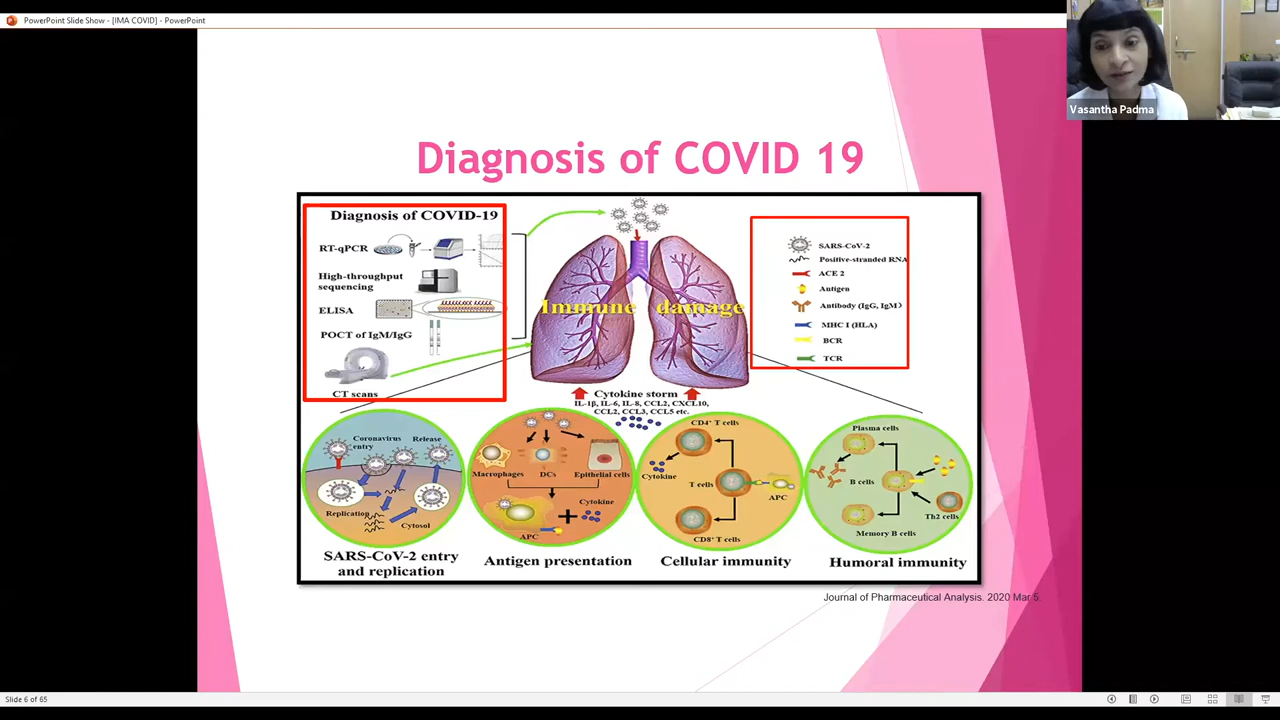 PowerPoint Slide Show - [IMA COVID] - PowerPoint
Vasantha Padma
Diagnosis of COVID 19
Diagnosis of COVID-19
RT-qPCR
High-throughput
sequencing
ELISA
POCT of IgM/IgG
CT scans
Immune damage
SARS-CoV-2
Positive-stranded RNA
ACE 2
Antigen
Antibody (IgG, IgM)
MHC I (HLA)
BCR
TCR
Cytokine storm
IL-1β, IL-6, IL-8, CCL2, CXCL10,
CCL2, CCL3, CCL5 etc.
Coronavirus
entry
Release
Replication
Cytosol
SARS-CoV-2 entry
and replication
Macrophages
DCs
Epithelial cells
Cytokine
APC
Antigen presentation
CD4+ T cells
Cytokine
T cells
APC
CD8+ T cells
Cellular immunity
Plasma cells
B cells
Th2 cells
Memory B cells
Humoral immunity
Journal of Pharmaceutical Analysis. 2020 Mar 5.
Slide 6 of 65